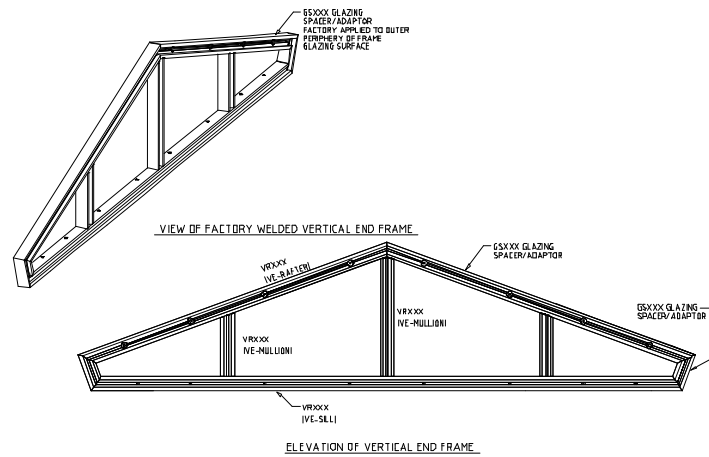 GSXXX GLAZING
SPACER/ADAPTOR
FACTORY APPLIED TO OUTER
PERIPHERY OF FRAME
GLAZING SURFACE
VIEW OF FACTORY WELDED VERTICAL END FRAME
GSXXX GLAZING
SPACER/ADAPTOR
VRXXX
(VE-RAFTER)
GSXXX GLAZING
SPACER/ADAPTOR
VRXXX
(VE-MULLION)
VRXXX
(VE-MULLION)
VRXXX
(VE-SILL)
ELEVATION OF VERTICAL END FRAME